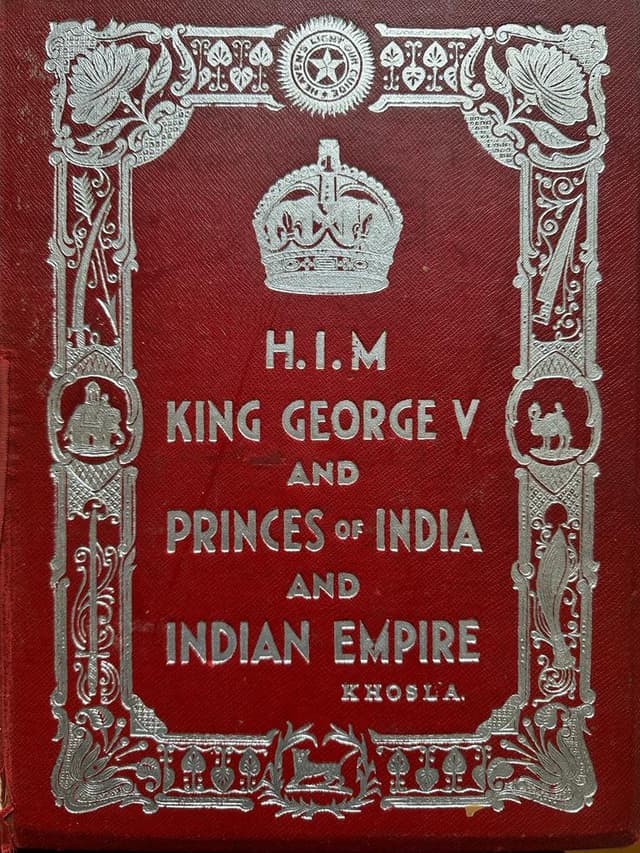 HEAVEN'S LIGHT OUR GUIDE
H.I.M
KING GEORGE V
AND
PRINCES OF INDIA
AND
INDIAN EMPIRE
KHOSLA.